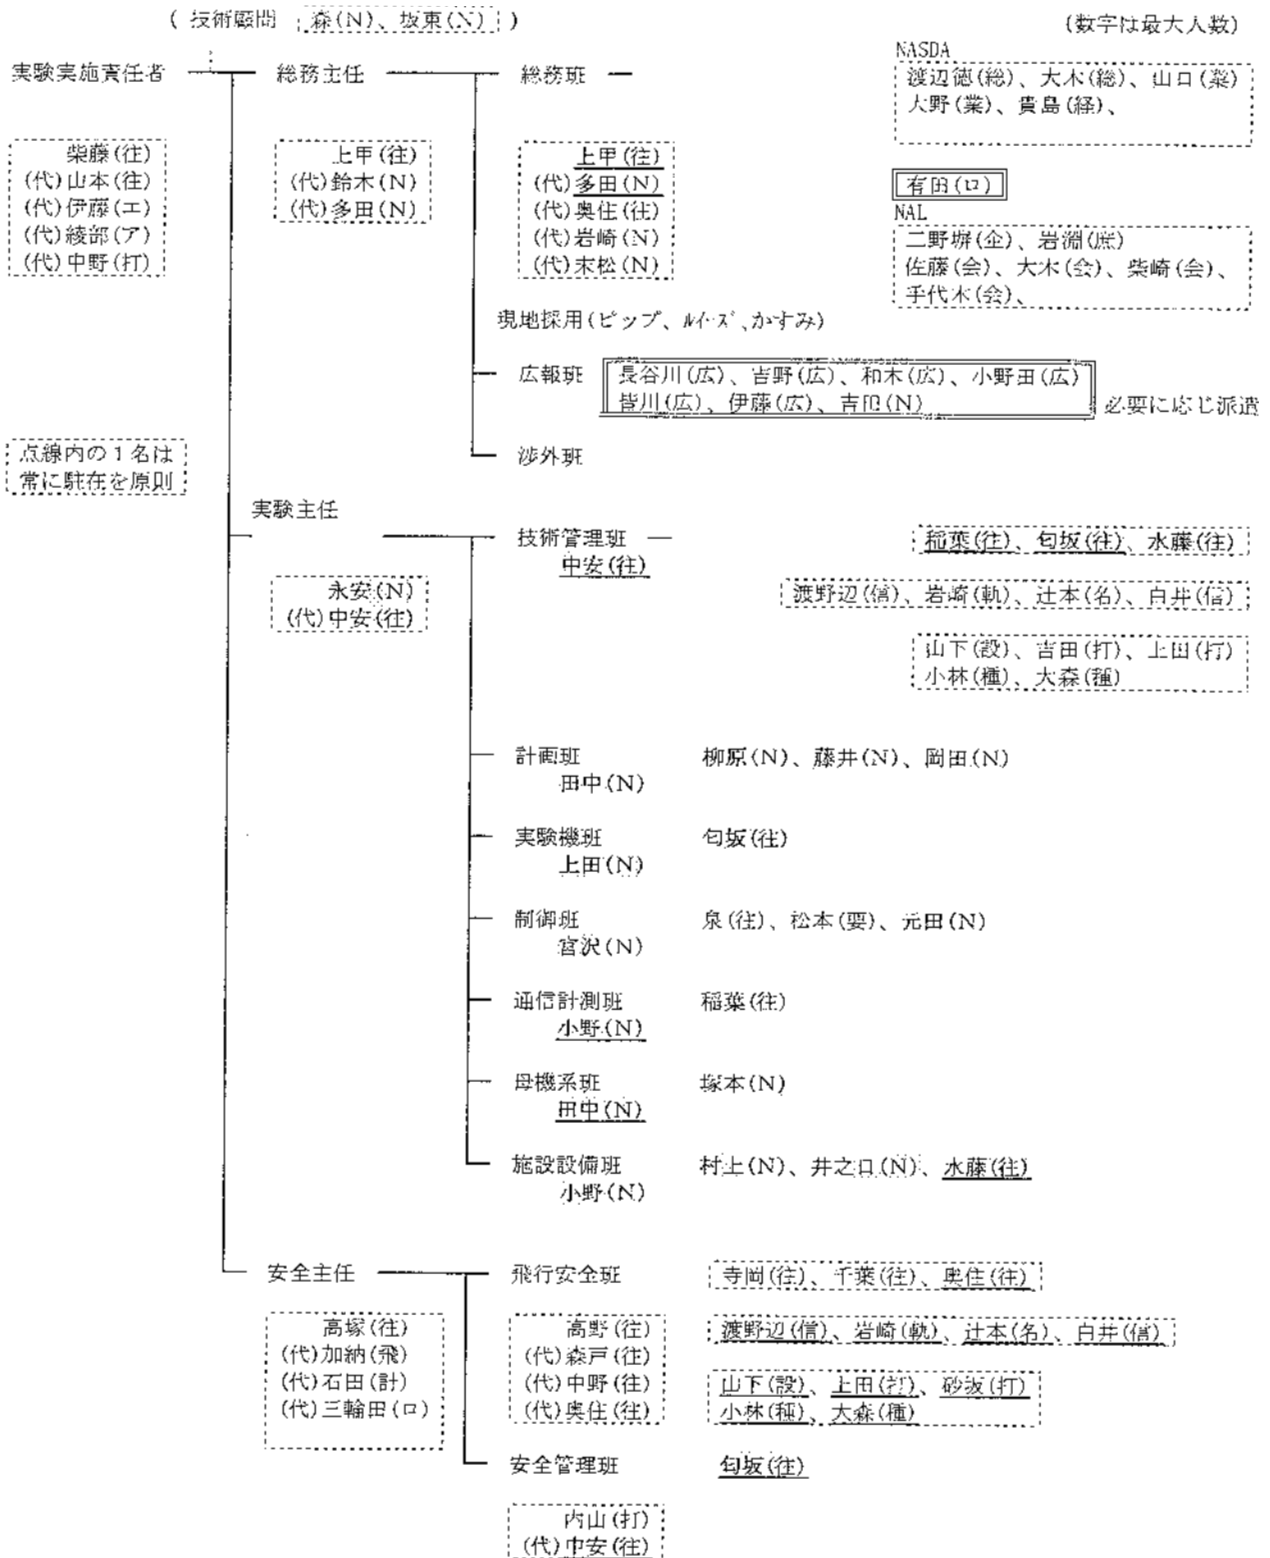 ( 技術顧問 森(N)、坂東(N) )
(数字は最大人数)
実験実施責任者
総務主任
総務班
NASDA
渡辺徳(総)、大木(総)、山口(業)
大野(業)、貴島(経)、
柴藤(往)
(代)山本(往)
(代)伊藤(エ)
(代)綾部(ア)
(代)中野(打)
上甲(往)
(代)鈴木(N)
(代)多田(N)
上甲(往)
(代)多田(N)
(代)奥住(往)
(代)岩崎(N)
(代)末松(N)
有田(ロ)
NAL
二野塀(企)、岩淵(庶)
佐藤(会)、大木(会)、柴崎(会)、
手代木(会)、
現地採用(ピップ、ルイーズ、かすみ)
広報班
長谷川(広)、吉野(広)、和木(広)、小野田(広)
皆川(広)、伊藤(広)、吉田(N)
必要に応じ派遣
渉外班
点線内の1名は
常に駐在を原則
実験主任
永安(N)
(代)中安(往)
技術管理班
中安(往)
稲葉(往)、匂坂(往)、水藤(往)
渡野辺(信)、岩崎(軌)、辻本(名)、白井(信)
山下(設)、吉田(打)、上田(打)
小林(種)、大森(種)
計画班 柳原(N)、藤井(N)、岡田(N)
田中(N)
実験機班 匂坂(往)
上田(N)
制御班 泉(往)、松本(要)、元田(N)
宮沢(N)
通信計測班 稲葉(往)
小野(N)
母機系班 塚本(N)
田中(N)
施設設備班 村上(N)、井之口(N)、水藤(往)
小野(N)
安全主任
高塚(往)
(代)加納(飛)
(代)石田(計)
(代)三輪田(ロ)
飛行安全班
高野(往)
(代)森戸(往)
(代)中野(往)
(代)奥住(往)
寺岡(往)、千葉(往)、奥住(往)
渡野辺(信)、岩崎(軌)、辻本(名)、白井(信)
山下(設)、上田(打)、砂坂(打)
小林(種)、大森(種)
安全管理班 匂坂(往)
内山(打)
(代)中安(往)